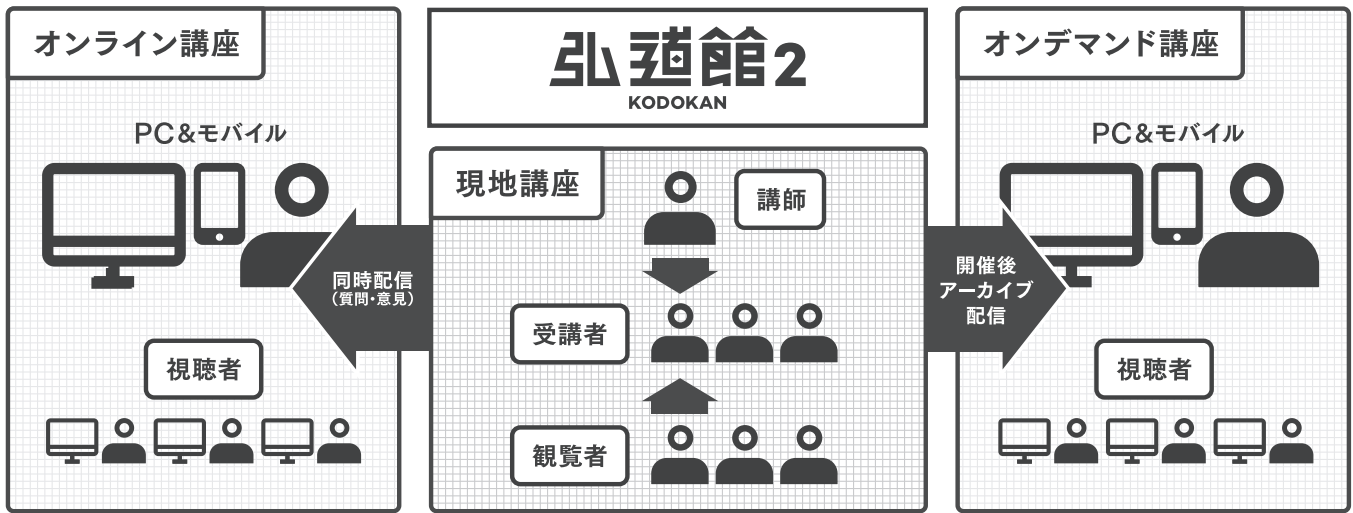 オンライン講座
PC&モバイル
同時配信
（質問・意見）
視聴者
弘道館2
KODOKAN
現地講座
講師
受講者
観覧者
オンデマンド講座
PC&モバイル
開催後
アーカイブ
配信
視聴者